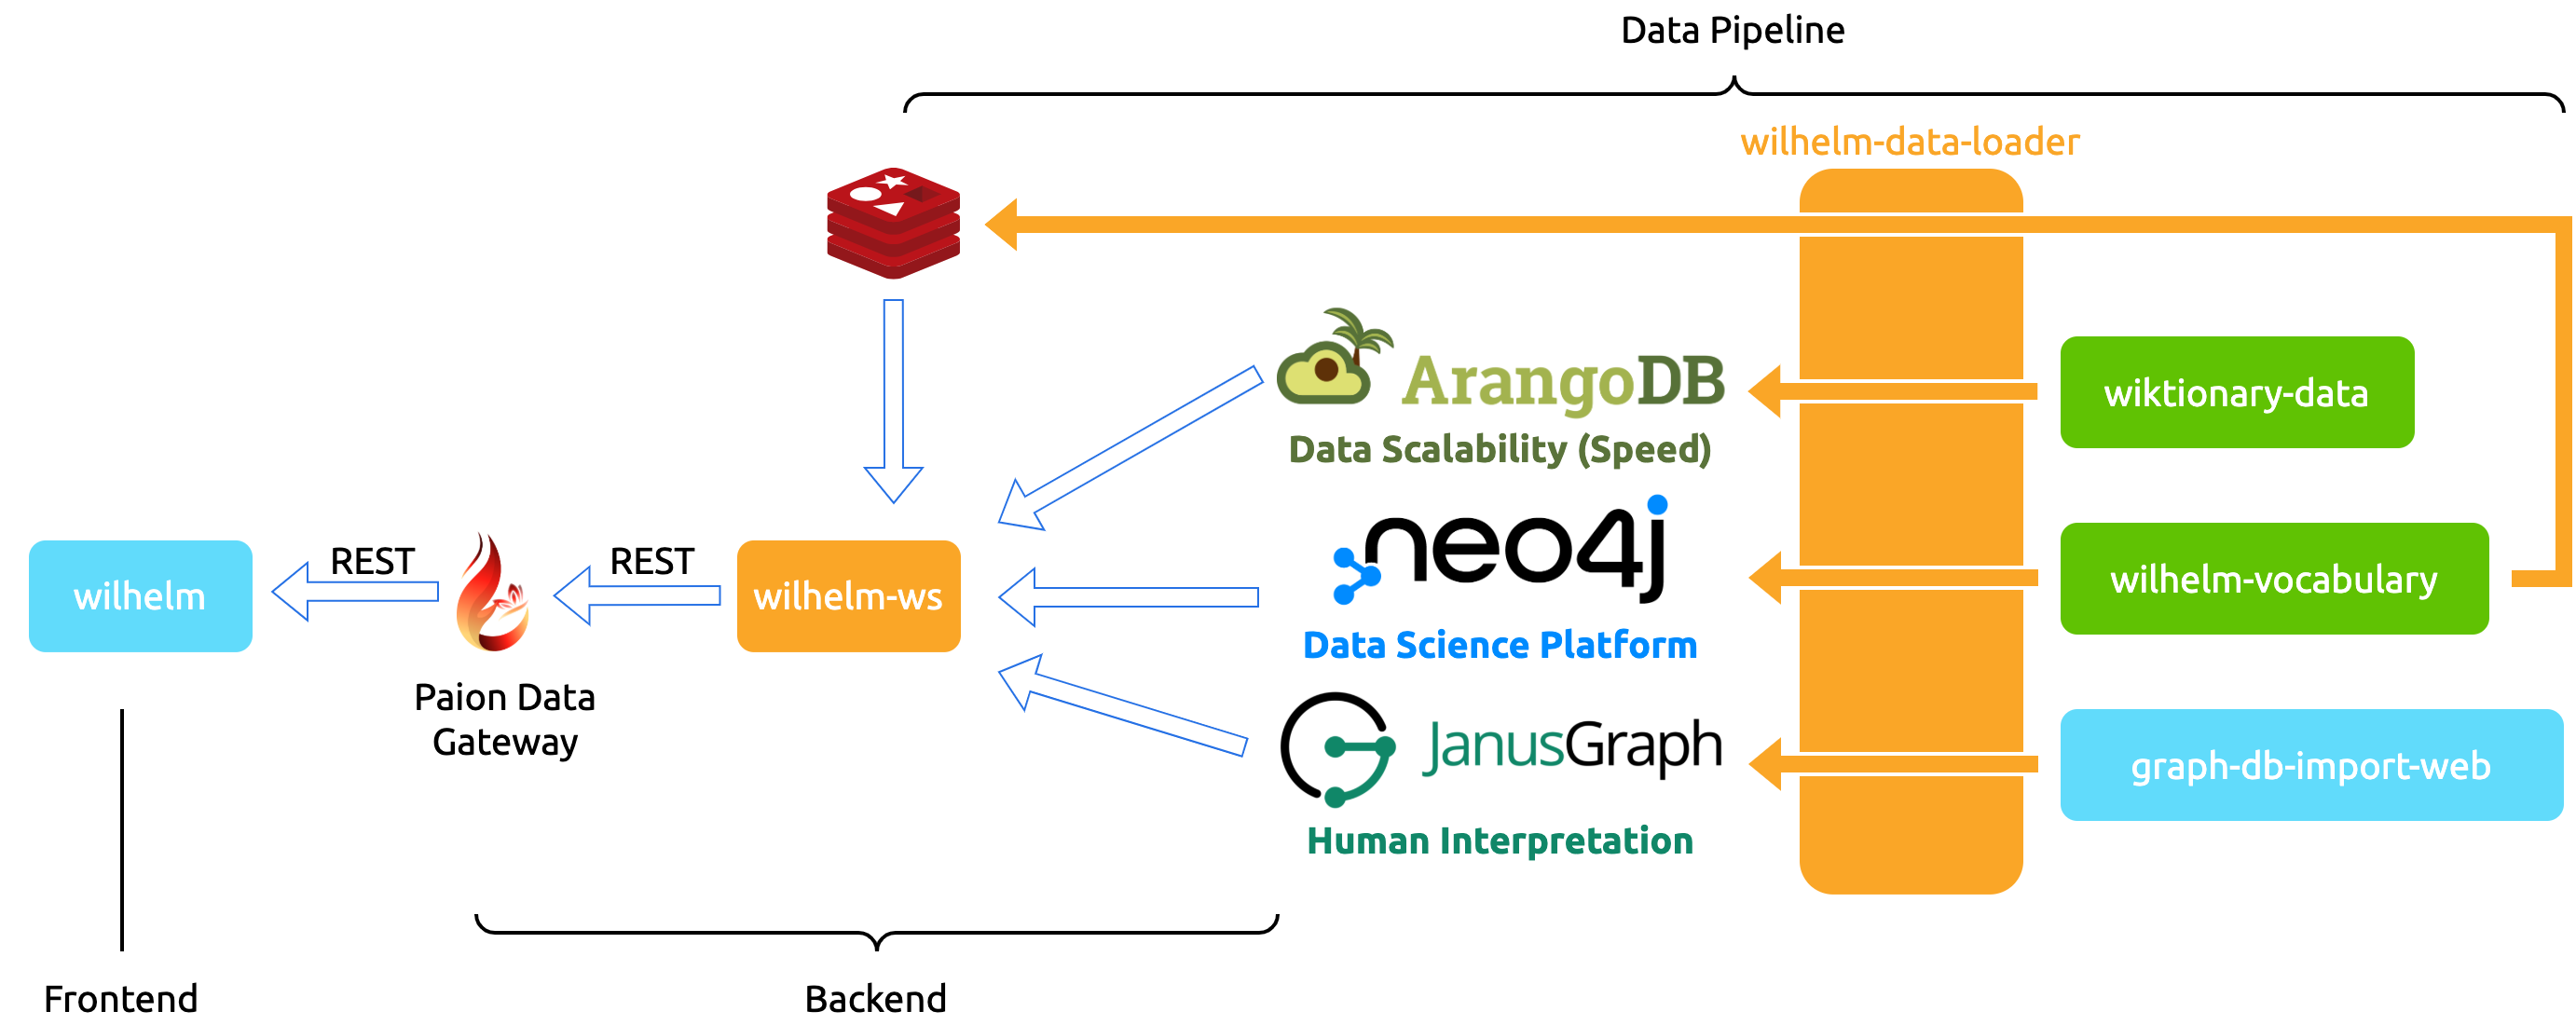 Data Pipeline
wilhelm-data-loader
ArangoDB
Data Scalability (Speed)
wiktionary-data
neo4j
Data Science Platform
wilhelm-vocabulary
REST
REST
wilhelm
wilhelm-ws
Paion Data
Gateway
JanusGraph
Human Interpretation
graph-db-import-web
Frontend
Backend